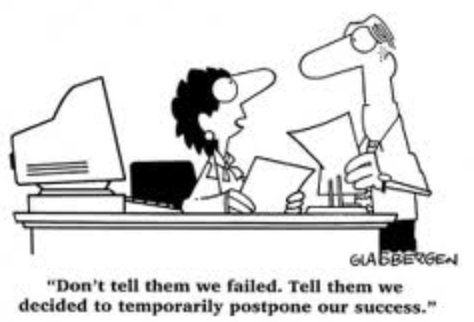 GLASBERGEN
"Don't tell them we failed. Tell them we
decided to temporarily postpone our success."